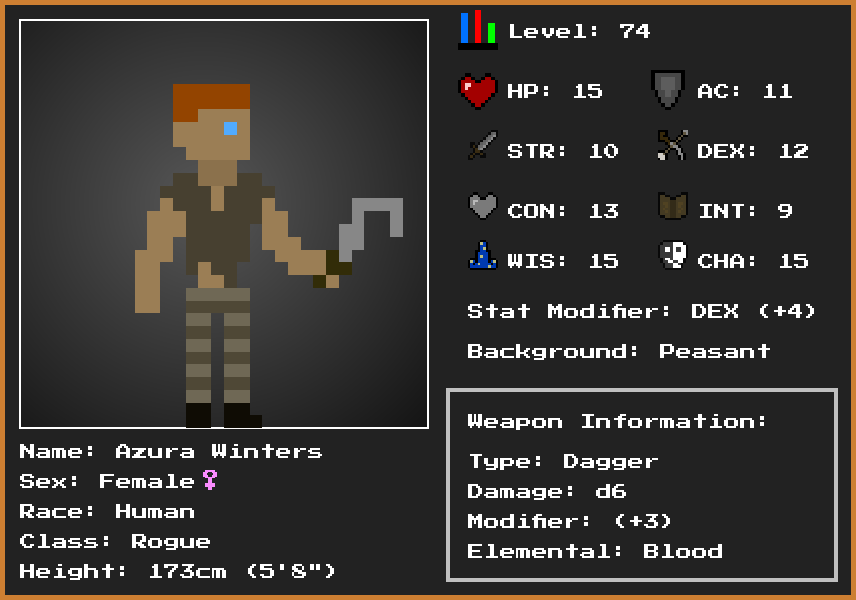 Level: 74
HP: 15
AC: 11
STR: 10
DEX: 12
CON: 13
INT: 9
WIS: 15
CHA: 15
Stat Modifier: DEX (+4)
Background: Peasant
Weapon Information:
Type: Dagger
Damage: d6
Modifier: (+3)
Elemental: Blood
Name: Azura Winters
Sex: Female♀
Race: Human
Class: Rogue
Height: 173cm (5'8")